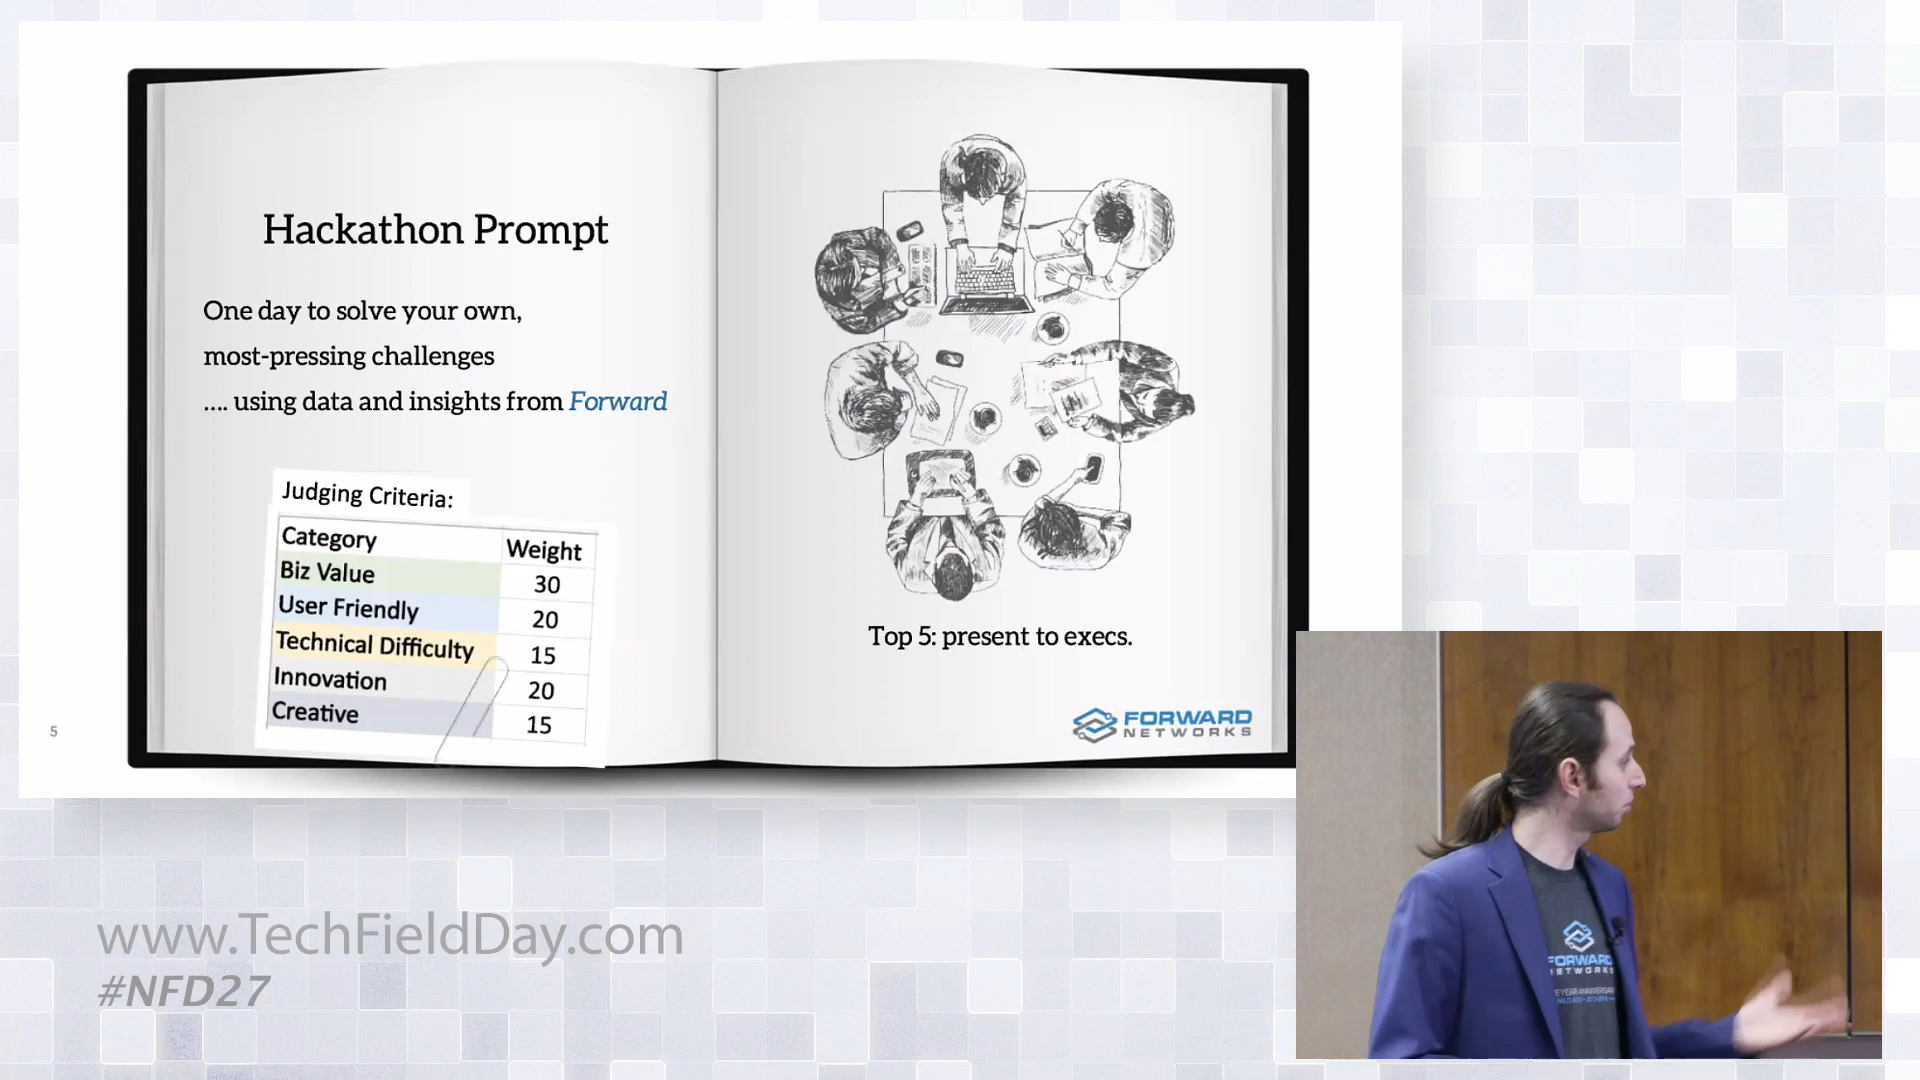 Hackathon Prompt
One day to solve your own,
most-pressing challenges
.... using data and insights from Forward
Judging Criteria:
Category Weight
Biz Value 30
User Friendly 20
Technical Difficulty 15
Innovation 20
Creative 15
Top 5: present to execs.
FORWARD
NETWORKS
5
www.TechFieldDay.com
#NFD27
FORWARD
NETWORKS